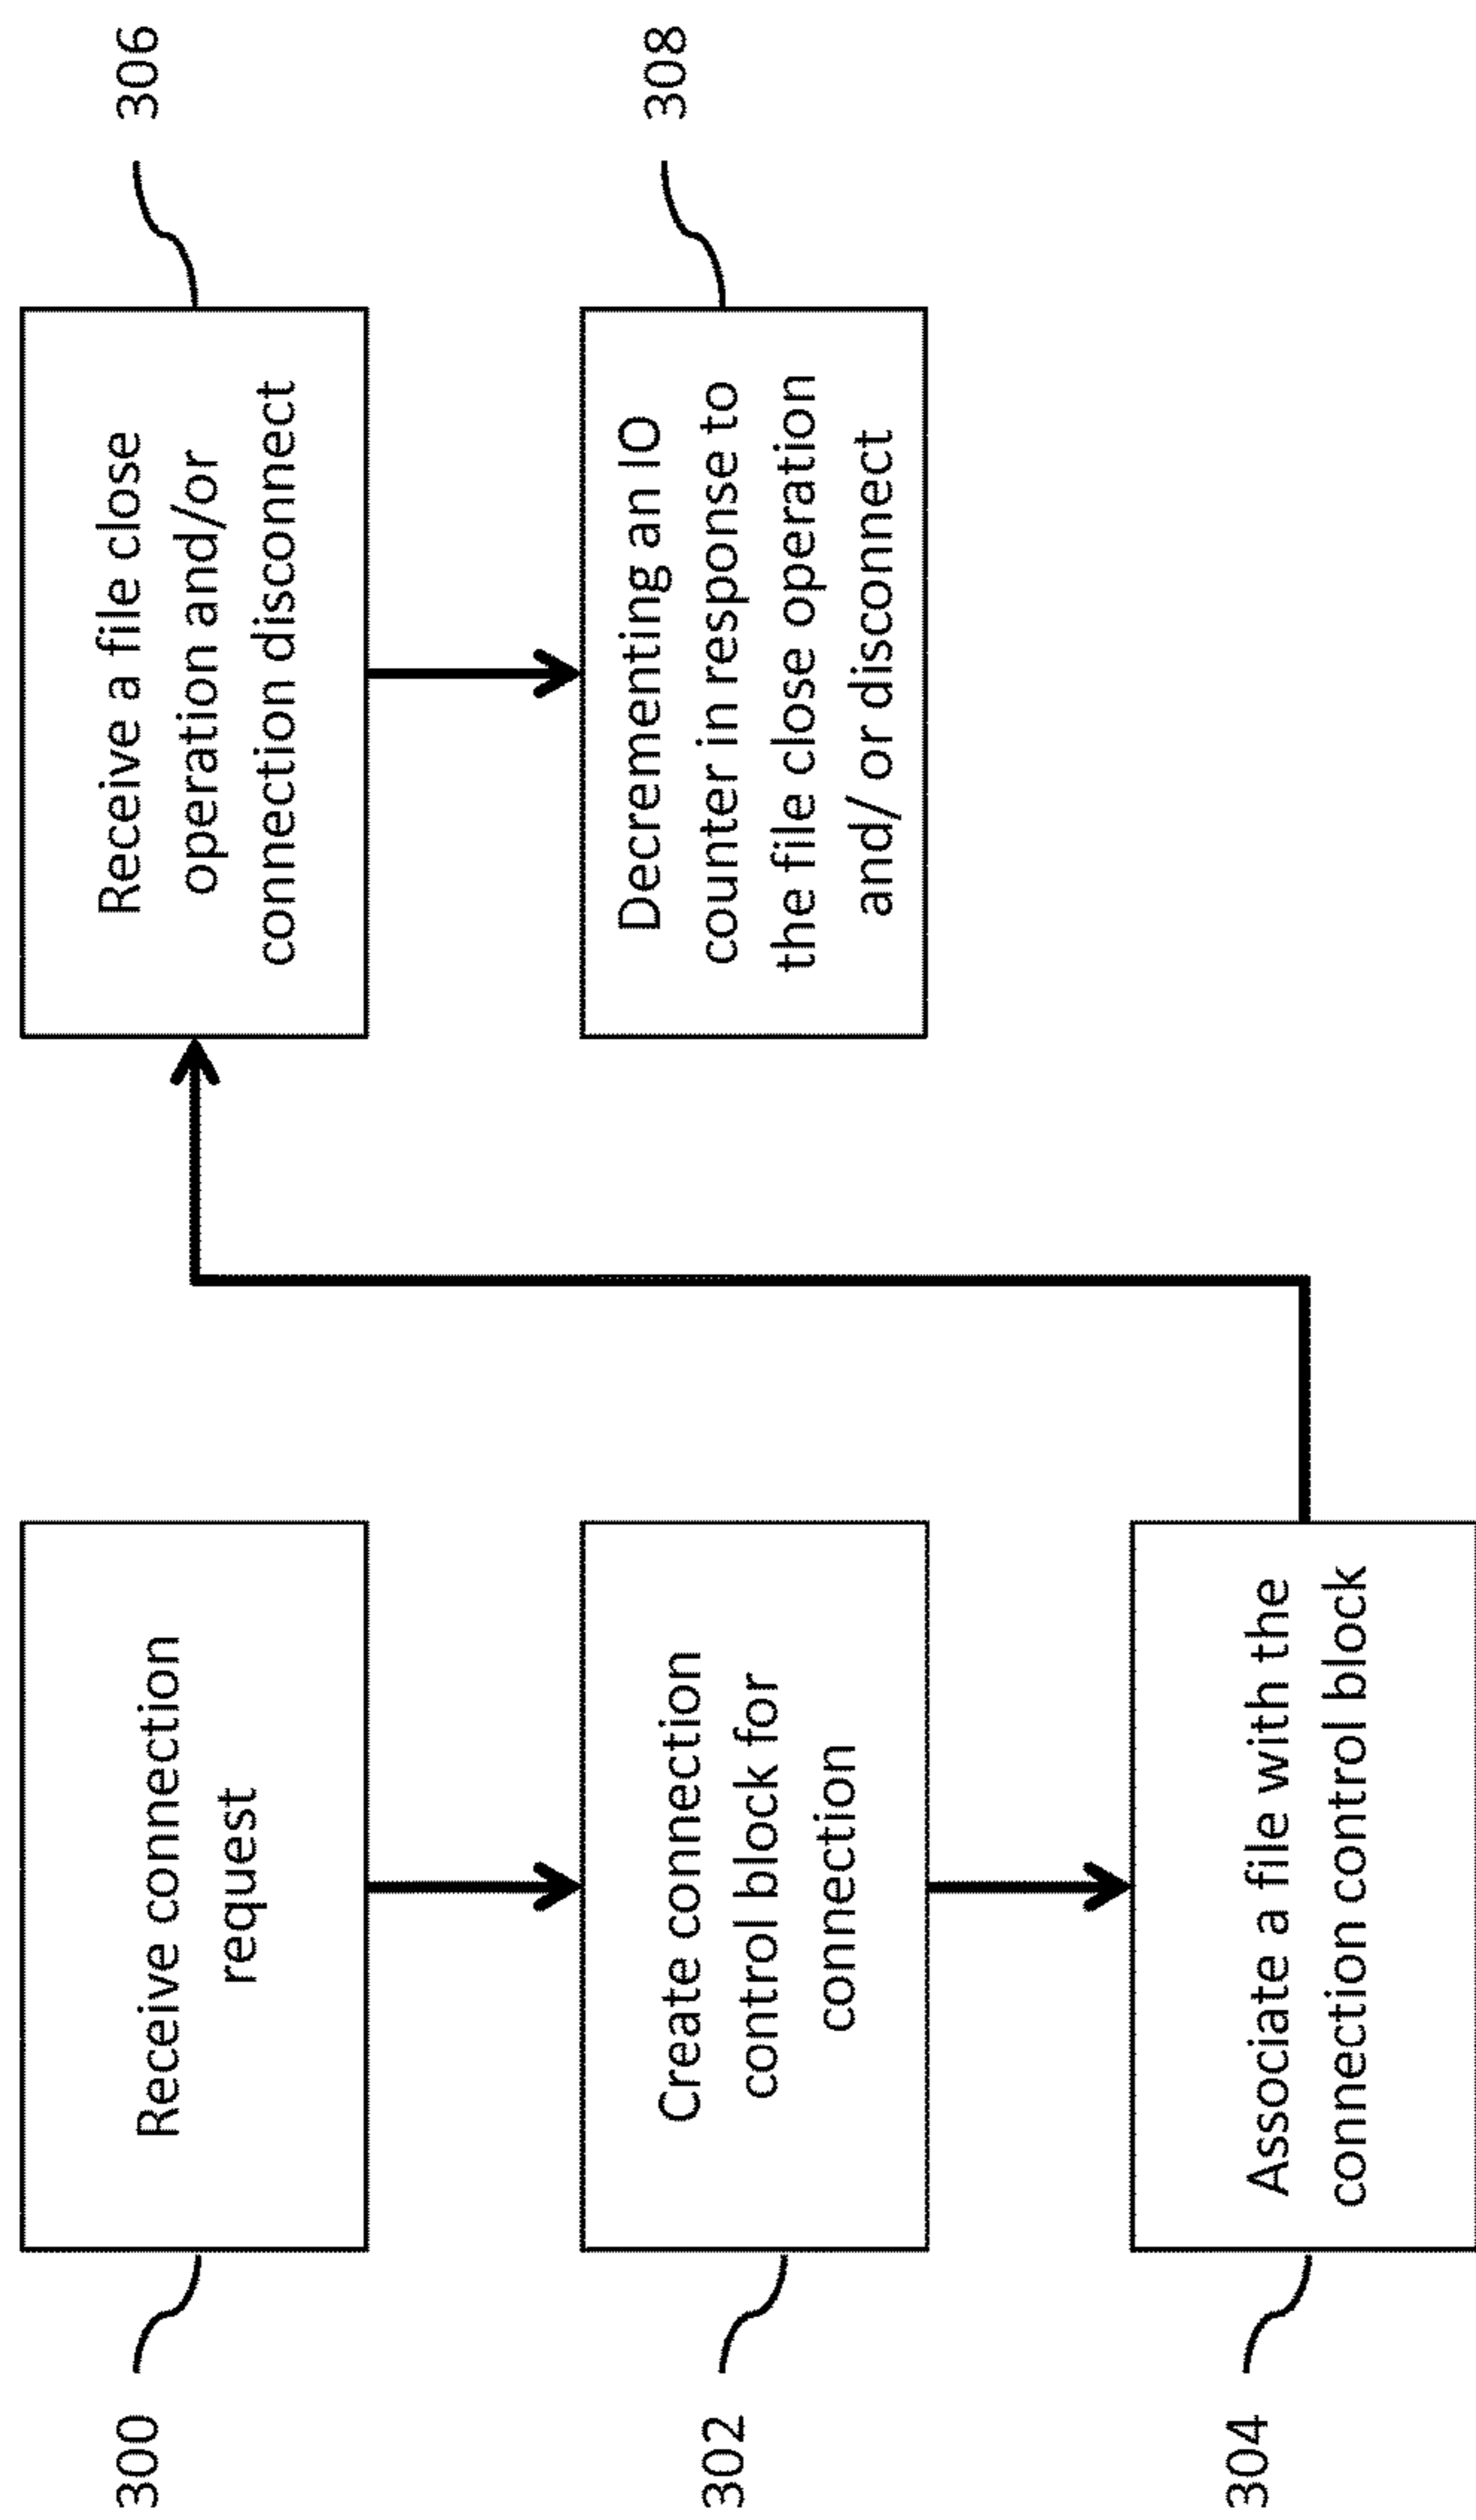 300
Receive connection
request
302
Create connection
control block for
connection
304
Associate a file with the
connection control block
306
Receive a file close
operation and/or
connection disconnect
308
Decrementing an IO
counter in response to
the file close operation
and/ or disconnect